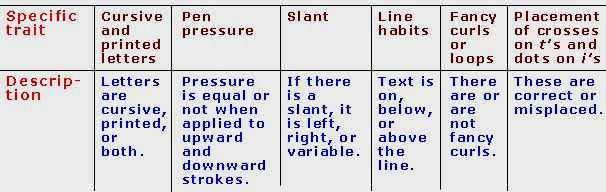 Specific
trait
Cursive
and
printed
letters
Pen
pressure
Slant
Line
habits
Fancy
curls
or
loops
Placement
of crosses
on t's and
dots on i's
Descrip-
tion
Letters
are
cursive,
printed,
or
both.
Pressure
is equal or
not when
applied to
upward
and
downward
strokes.
If there
is a
slant, it
is left,
right, or
variable.
Text is
on,
below,
or
above
the
line.
There
are or
are
not
fancy
curls.
These are
correct or
misplaced.